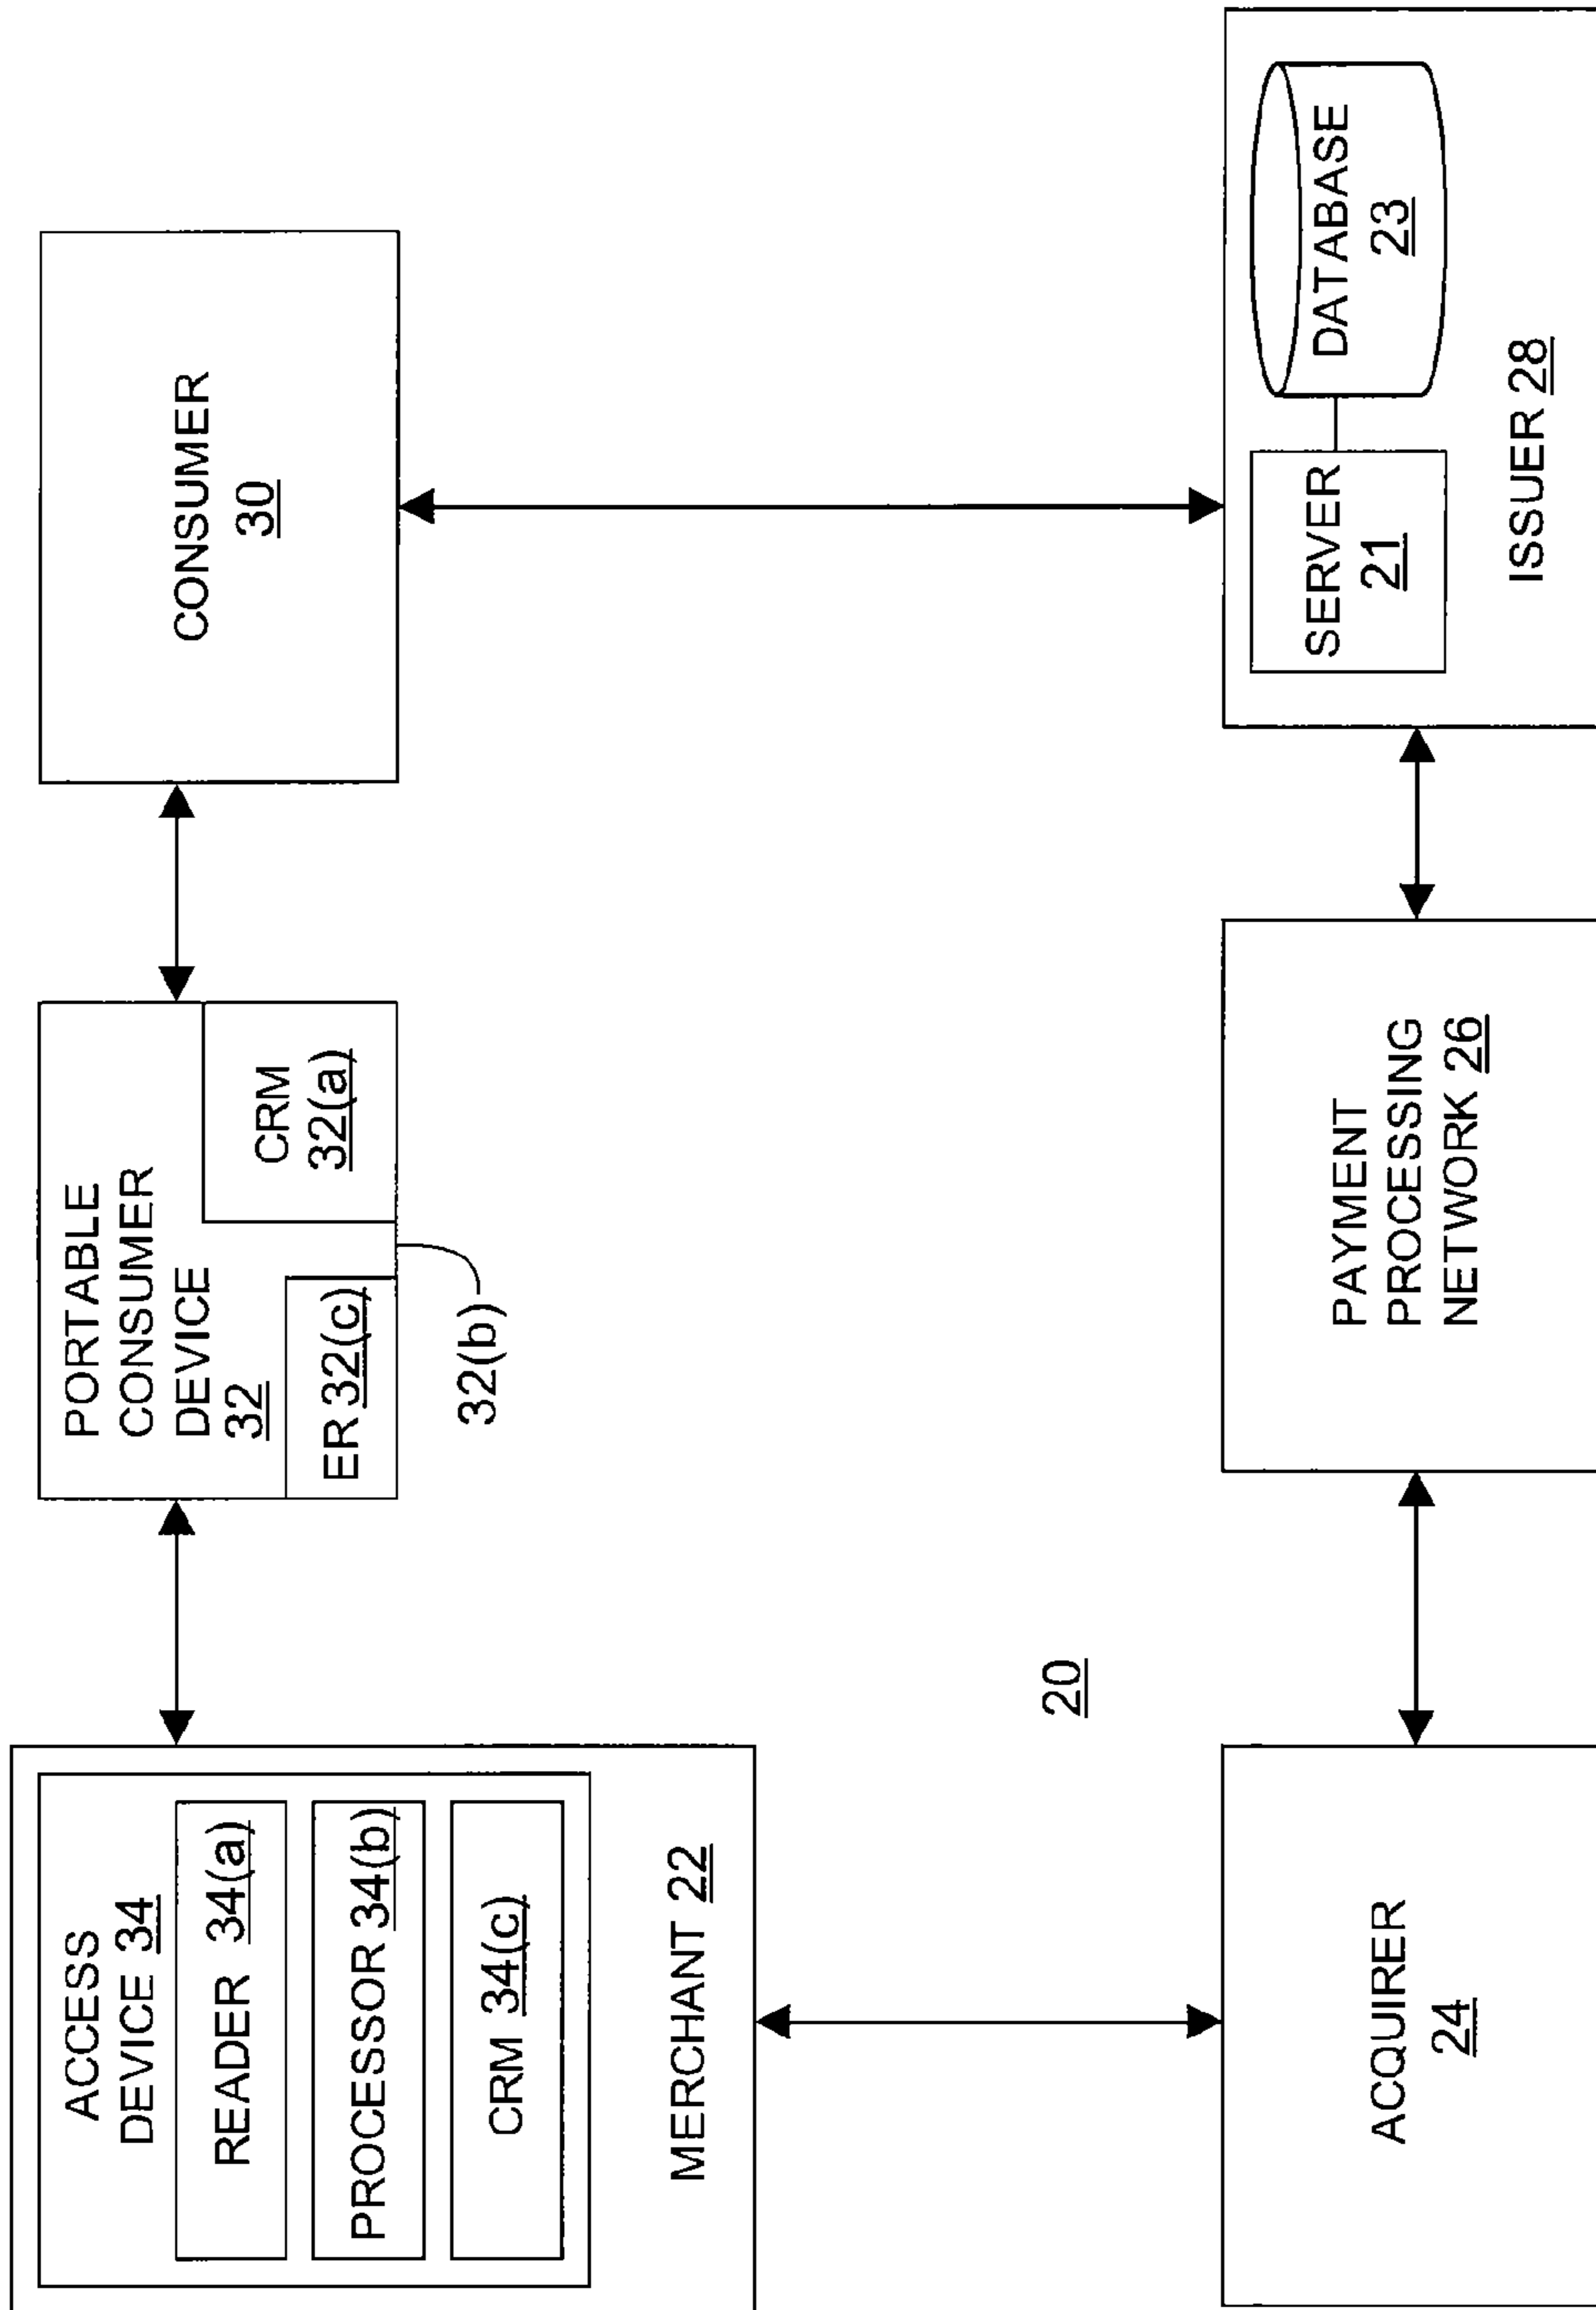 ACCESS
DEVICE 34
READER 34(a)
PROCESSOR 34(b)
CRM 34(c)
MERCHANT 22
PORTABLE
CONSUMER
DEVICE
32
CRM
32(a)
ER 32(c)
32(b)
CONSUMER
30
20
ACQUIRER
24
PAYMENT
PROCESSING
NETWORK 26
SERVER
21
DATABASE
23
ISSUER 28